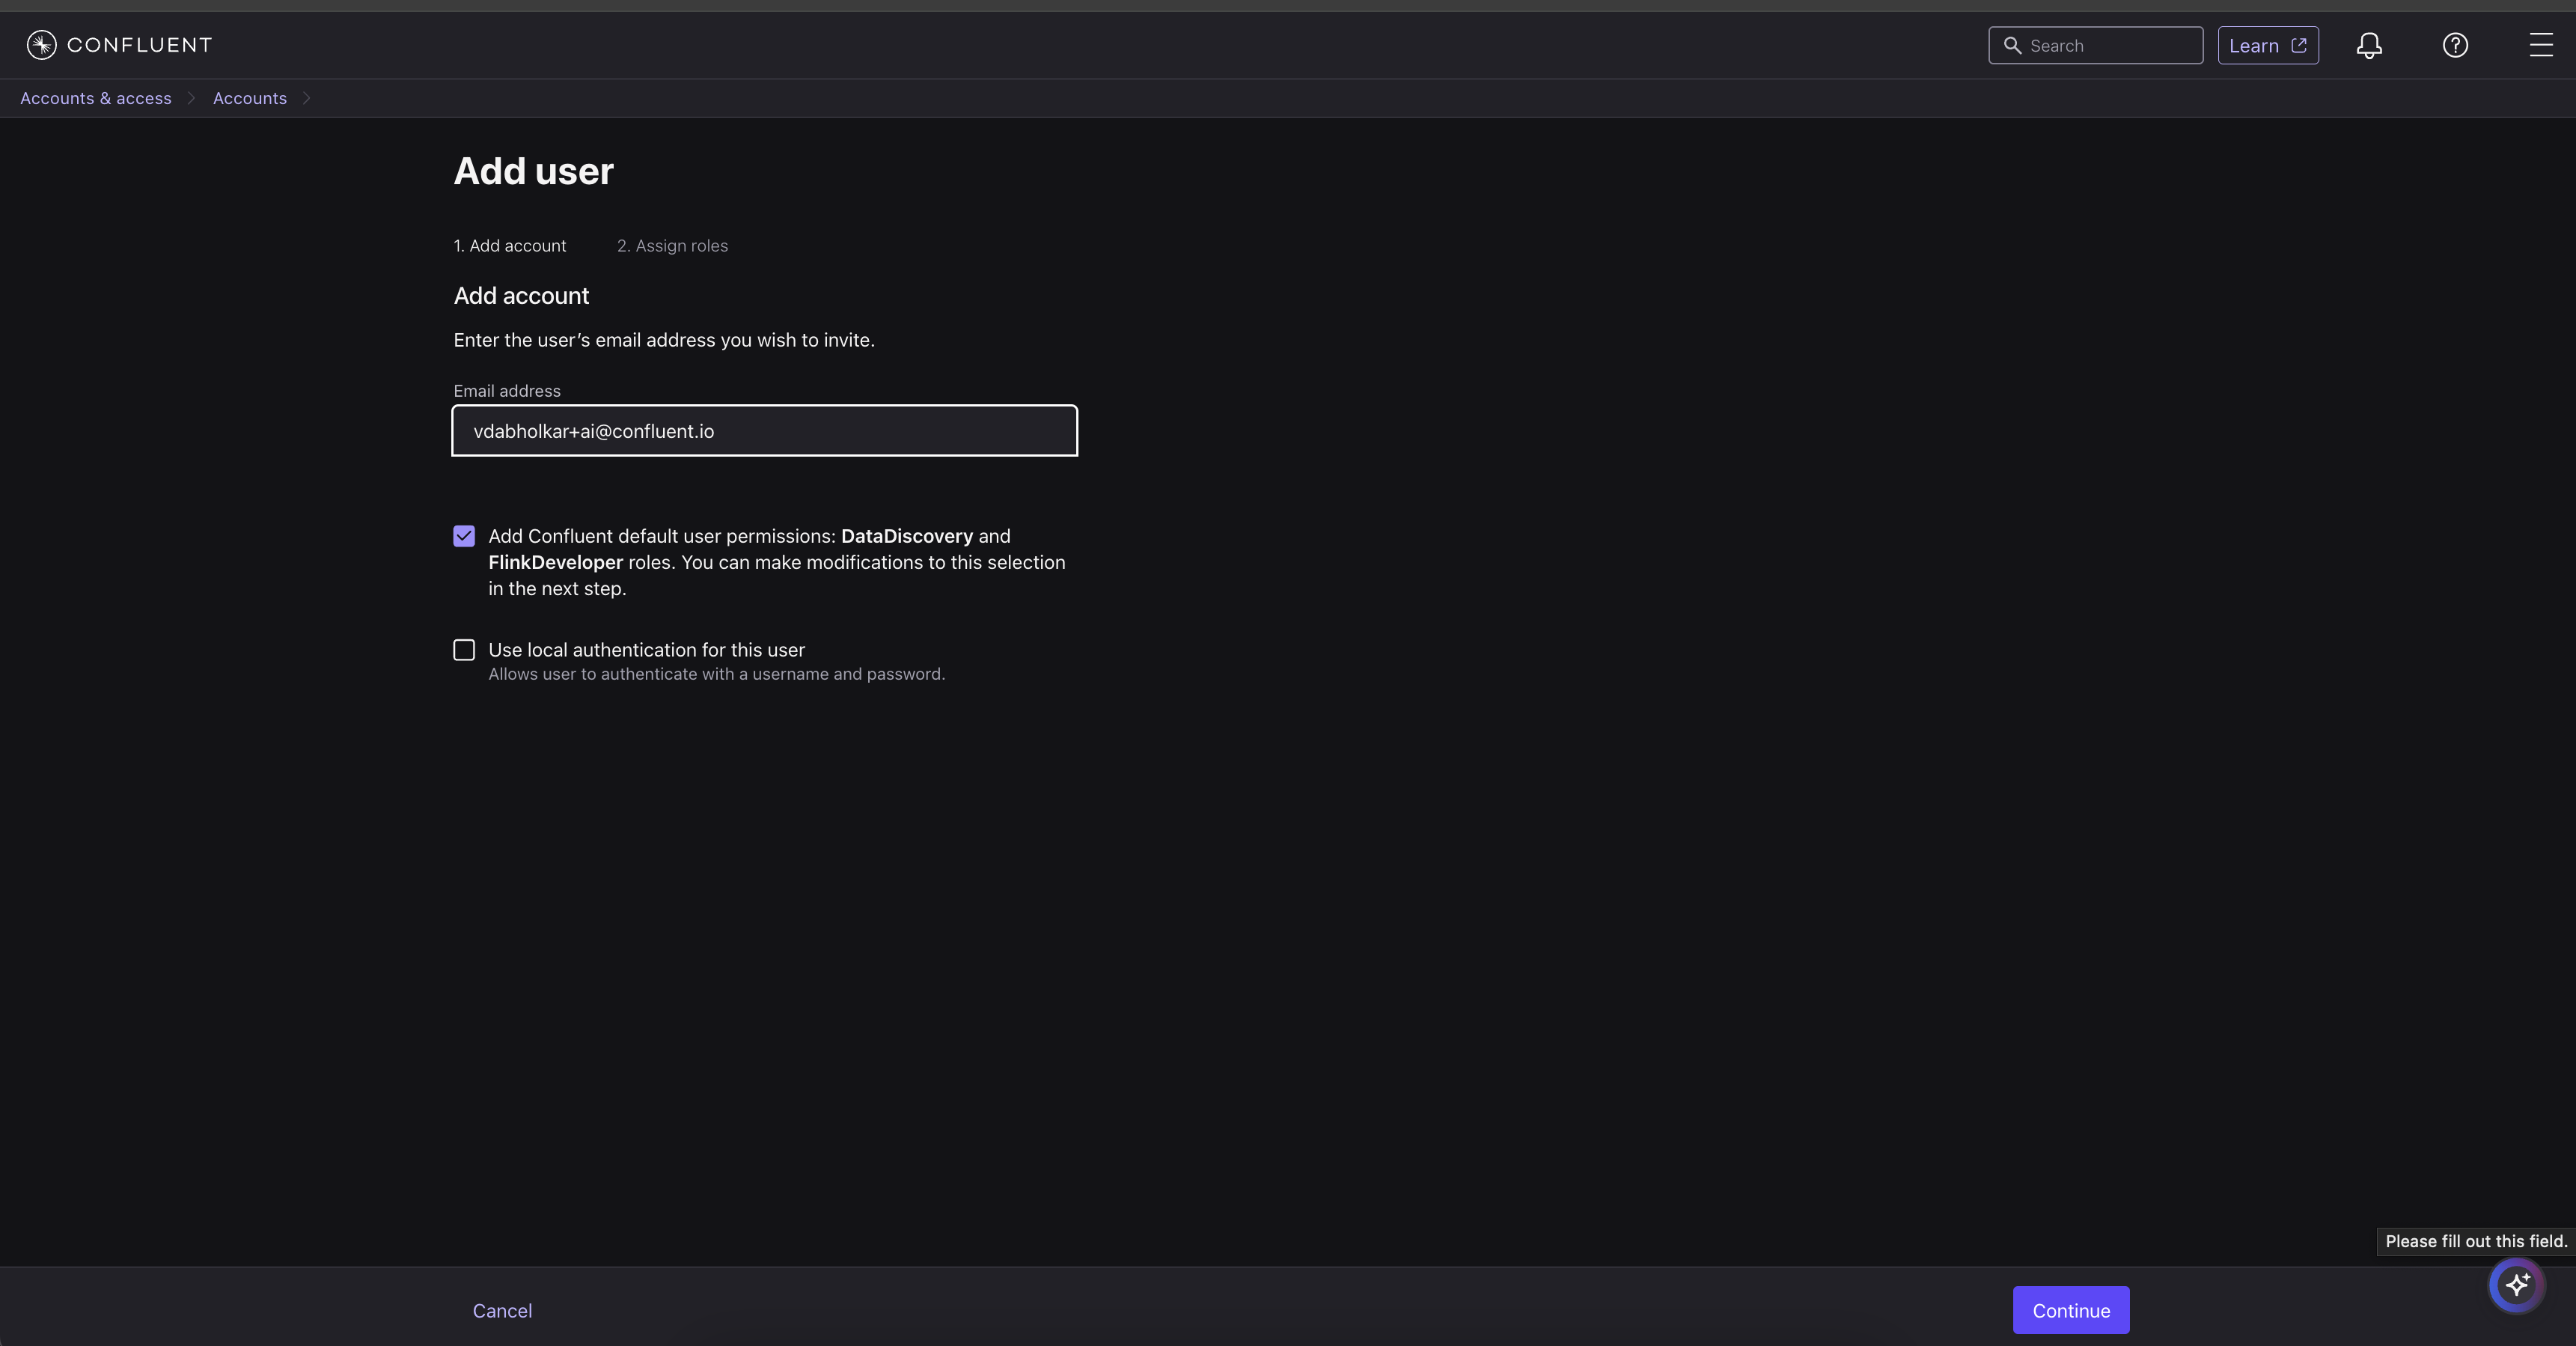 CONFLUENT
Search
Learn
Accounts & access
Accounts
Add user
1. Add account
2. Assign roles
Add account
Enter the user’s email address you wish to invite.
Email address
vdabholkar+ai@confluent.io
Add Confluent default user permissions: DataDiscovery and
FlinkDeveloper roles. You can make modifications to this selection
in the next step.
Use local authentication for this user
Allows user to authenticate with a username and password.
Please fill out this field.
Cancel
Continue